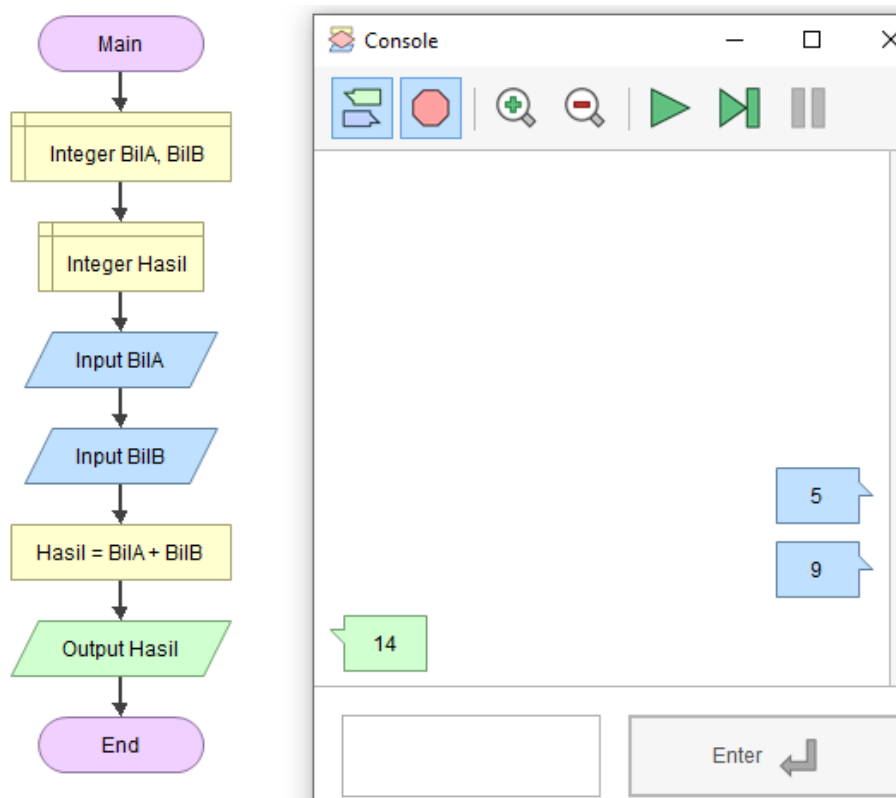 Main
Integer BilA, BilB
Integer Hasil
Input BilA
Input BilB
Hasil = BilA + BilB
Output Hasil
End
Console
5
9
14
Enter